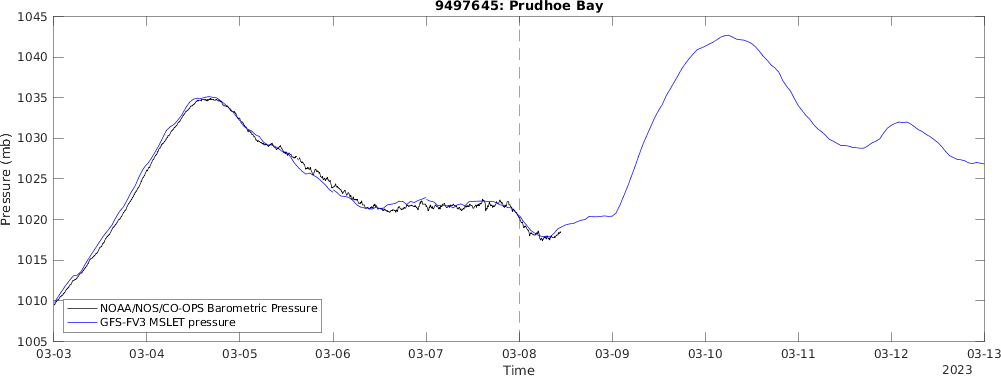 9497645: Prudhoe Bay
1045
1040
1035
1030
1025
1020
1015
1010
1005
Pressure (mb)
NOAA/NOS/CO-OPS Barometric Pressure
GFS-FV3 MSLET pressure
03-03 03-04 03-05 03-06 03-07 03-08 03-09 03-10 03-11 03-12 03-13
Time
2023